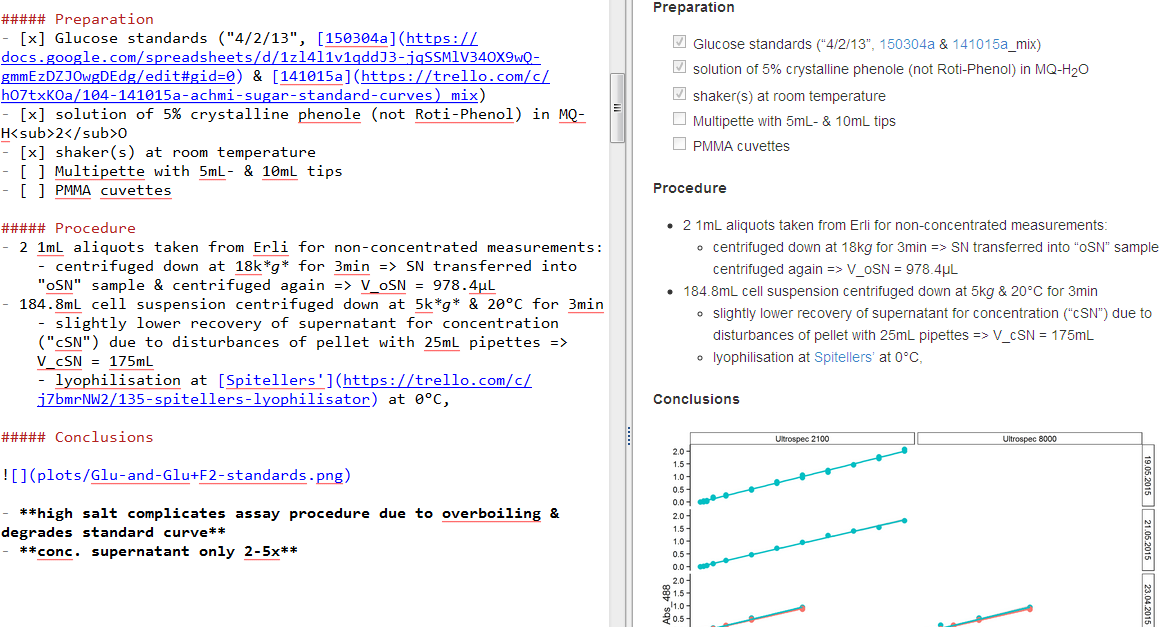 ##### Preparation
- [x] Glucose standards ("4/2/13", [150304a](https://
docs.google.com/spreadsheets/d/1zl4l1v1qddJ3-jqSSMlV34OX9wQ-
gmmEzDZJOwgDEdg/edit#gid=0) & [141015a](https://trello.com/c/
hO7txKOa/104-141015a-achmi-sugar-standard-curves)_mix)
- [x] solution of 5% crystalline phenole (not Roti-Phenol) in MQ-
H<sub>2</sub>O
- [x] shaker(s) at room temperature
- [ ] Multipette with 5mL- & 10mL tips
- [ ] PMMA cuvettes
##### Procedure
- 2 1mL aliquots taken from Erli for non-concentrated measurements:
- centrifuged down at 18k*g* for 3min => SN transferred into
"oSN" sample & centrifuged again => V_oSN = 978.4µL
- 184.8mL cell suspension centrifuged down at 5k*g* & 20°C for 3min
- slightly lower recovery of supernatant for concentration
("cSN") due to disturbances of pellet with 25mL pipettes =>
V_cSN = 175mL
- lyophilisation at [Spitellers'](https://trello.com/c/
j7bmrNW2/135-spitellers-lyophilisator) at 0°C,
##### Conclusions
![](plots/Glu-and-Glu+F2-standards.png)
- **high salt complicates assay procedure due to overboiling &
degrades standard curve**
- **conc. supernatant only 2-5x**
Preparation
Glucose standards (“4/2/13”, 150304a & 141015a_mix)
solution of 5% crystalline phenole (not Roti-Phenol) in MQ-H2O
shaker(s) at room temperature
Multipette with 5mL- & 10mL tips
PMMA cuvettes
Procedure
2 1mL aliquots taken from Erli for non-concentrated measurements:
centrifuged down at 18kg for 3min => SN transferred into “oSN” sample
centrifuged again => V_oSN = 978.4µL
184.8mL cell suspension centrifuged down at 5kg & 20°C for 3min
slightly lower recovery of supernatant for concentration (“cSN”) due to
disturbances of pellet with 25mL pipettes => V_cSN = 175mL
lyophilisation at Spitellers’ at 0°C,
Conclusions
Ultrospec 2100
Ultrospec 8000
2.0
1.5
1.0
0.5
0.0
19.05.2015
2.0
1.5
1.0
0.5
0.0
21.05.2015
2.0
1.5
1.0
0.5
23.04.2015
Abs_488